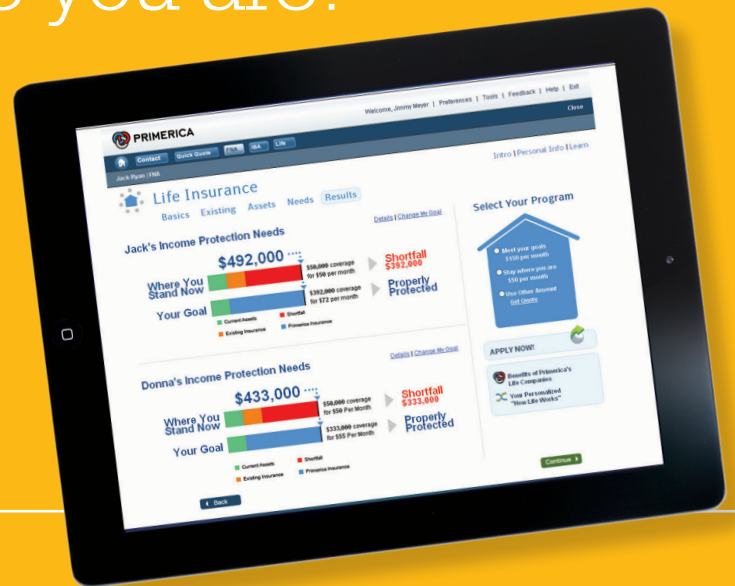 you are.
PRIMERICA
Welcome, Jimmy Meyer | Preferences | Tools | Feedback | Help | Exit
Contact
Quick Quote
FNA
IBA
Life
Close
Jack Ryan | FNA
Intro | Personal Info | Learn
Life Insurance
Basics Existing Assets Needs Results
Jack's Income Protection Needs
Details | Change My Goal
$492,000
Where You
Stand Now
$50,000 coverage
for $50 per month
Shortfall
$392,000
Your Goal
$392,000 coverage
for $72 per month
Properly
Protected
Current Assets
Shortfall
Existing Insurance
Primerica Insurance
Donna's Income Protection Needs
Details | Change My Goal
$433,000
Where You
Stand Now
$50,000 coverage
for $50 Per Month
Shortfall
$333,000
Your Goal
$333,000 coverage
for $55 Per Month
Properly
Protected
Current Assets
Shortfall
Existing Insurance
Primerica Insurance
Back
Select Your Program
Meet your goals
$150 per month
Stay where you are
$50 per month
Use Other Amount
Get Quote
APPLY NOW!
Benefits of Primerica's
Life Companies
Your Personalized
"How Life Works"
Continue